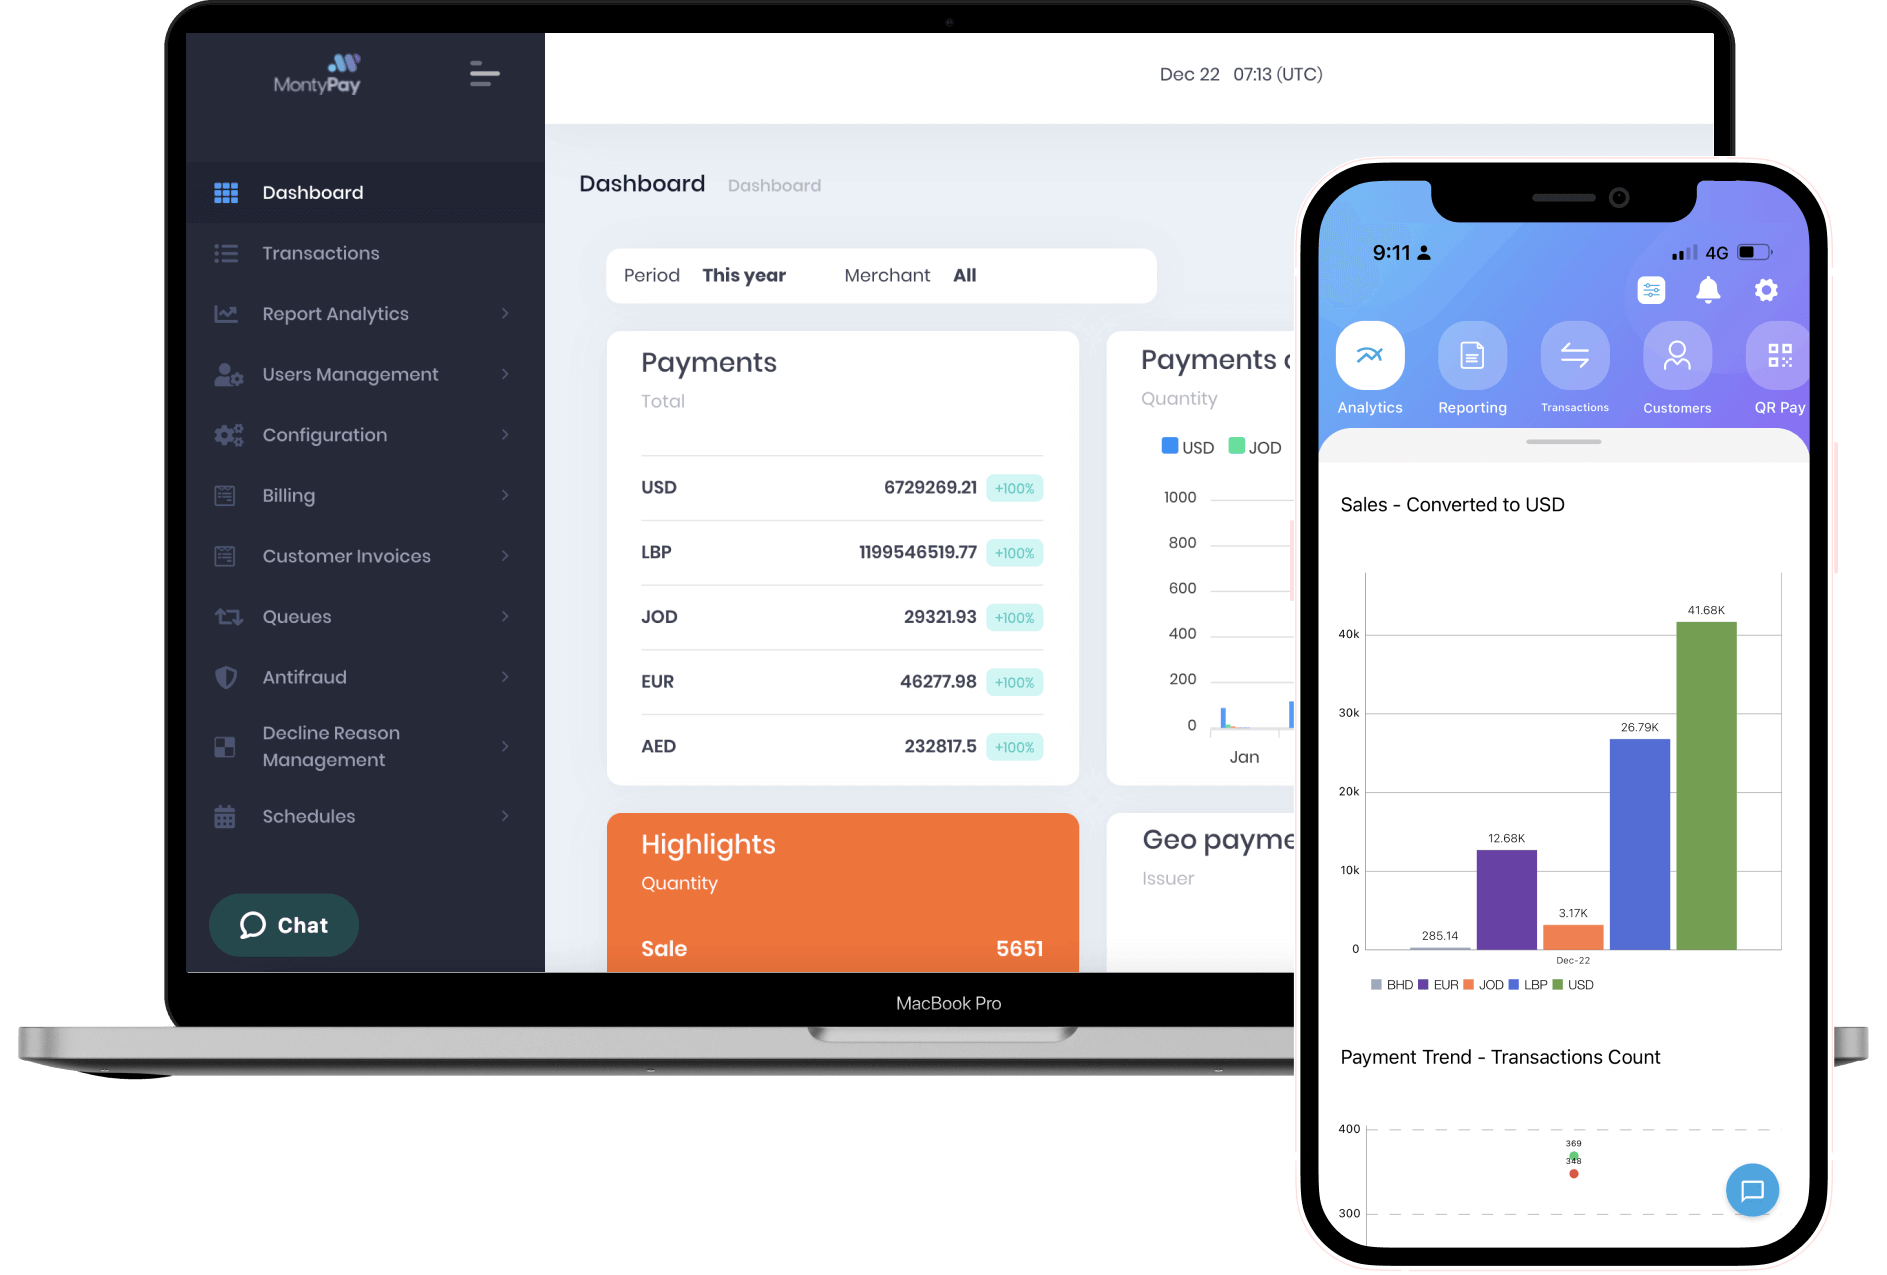 MontyPay
Dec 22 07:13 (UTC)
Dashboard
Transactions
Report Analytics
Users Management
Configuration
Billing
Customer Invoices
Queues
Antifraud
Decline Reason
Management
Schedules
Chat
Dashboard Dashboard
Period This year Merchant All
Payments
Total
USD 6729269.21 +100%
LBP 1199546519.77 +100%
JOD 29321.93 +100%
EUR 46277.98 +100%
AED 232817.5 +100%
Payments
Quantity
USD JOD
1000
800
600
400
200
0
Jan
Highlights
Quantity
Sale 5651
Geo payme
Issuer
MacBook Pro
9:11 4G
Analytics Reporting Transactions Customers QR Pay
Sales - Converted to USD
41.68K
40k
30k
26.79K
20k
12.68K
10k
3.17K
285.14
0
Dec-22
BHD EUR JOD LBP USD
Payment Trend - Transactions Count
400
369
348
300